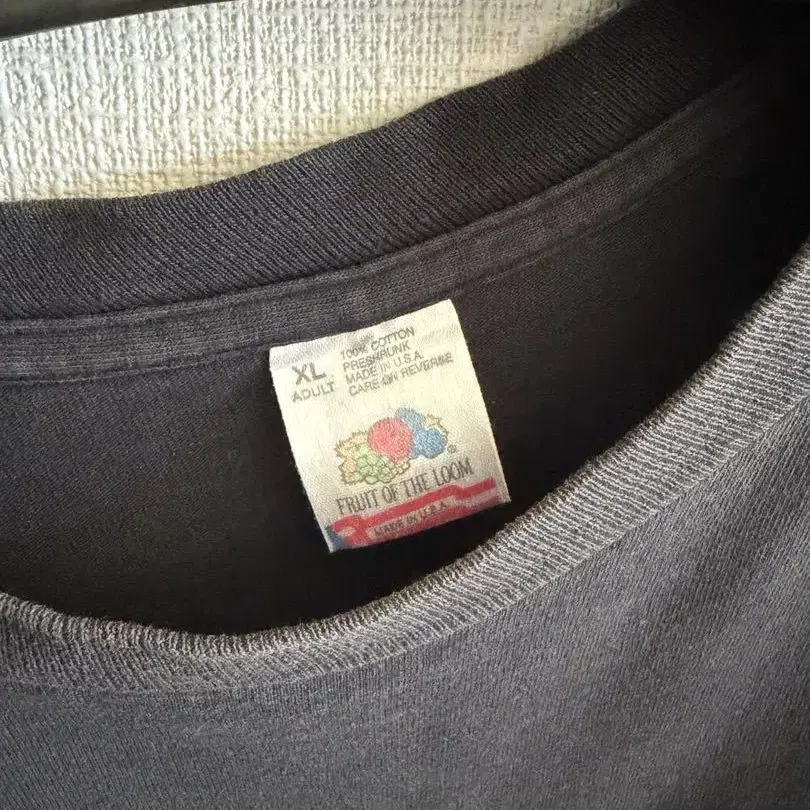 XL
ADULT
100% COTTON
PRESHRUNK
MADE IN U.S.A.
CARE ON REVERSE
®
FRUIT OF THE LOOM
MADE IN U.S.A.